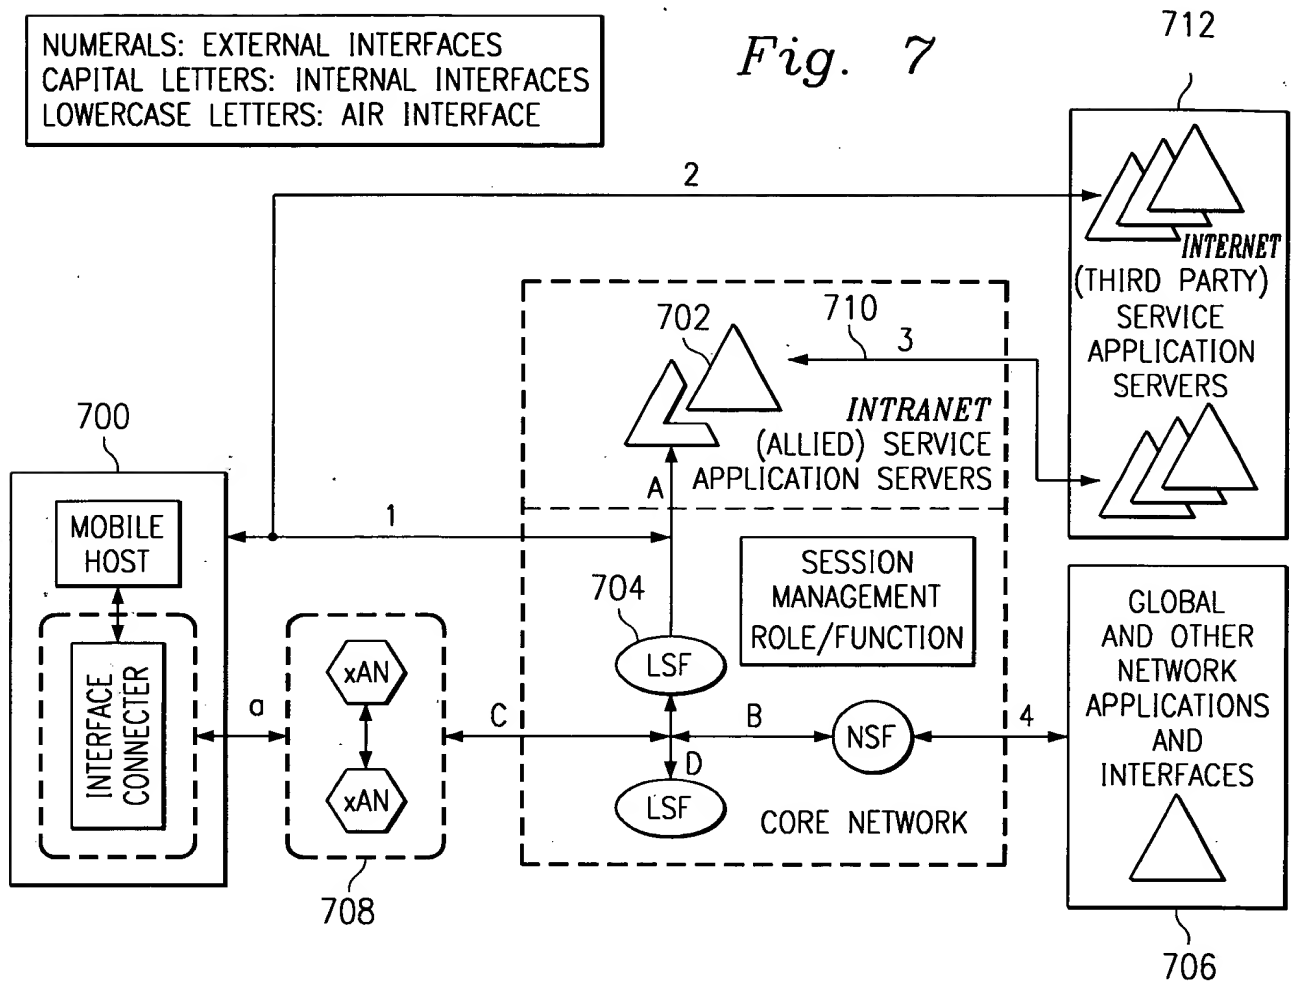 NUMERALS: EXTERNAL INTERFACES
CAPITAL LETTERS: INTERNAL INTERFACES
LOWERCASE LETTERS: AIR INTERFACE
Fig. 7
712
2
INTERNET
(THIRD PARTY)
SERVICE
APPLICATION
SERVERS
702
710
3
INTRANET
(ALLIED) SERVICE
APPLICATION SERVERS
A
700
MOBILE
HOST
1
INTERFACE
CONNECTER
a
xAN
xAN
708
C
704
LSF
SESSION
MANAGEMENT
ROLE/FUNCTION
B
NSF
4
D
LSF
CORE NETWORK
GLOBAL
AND OTHER
NETWORK
APPLICATIONS
AND
INTERFACES
706